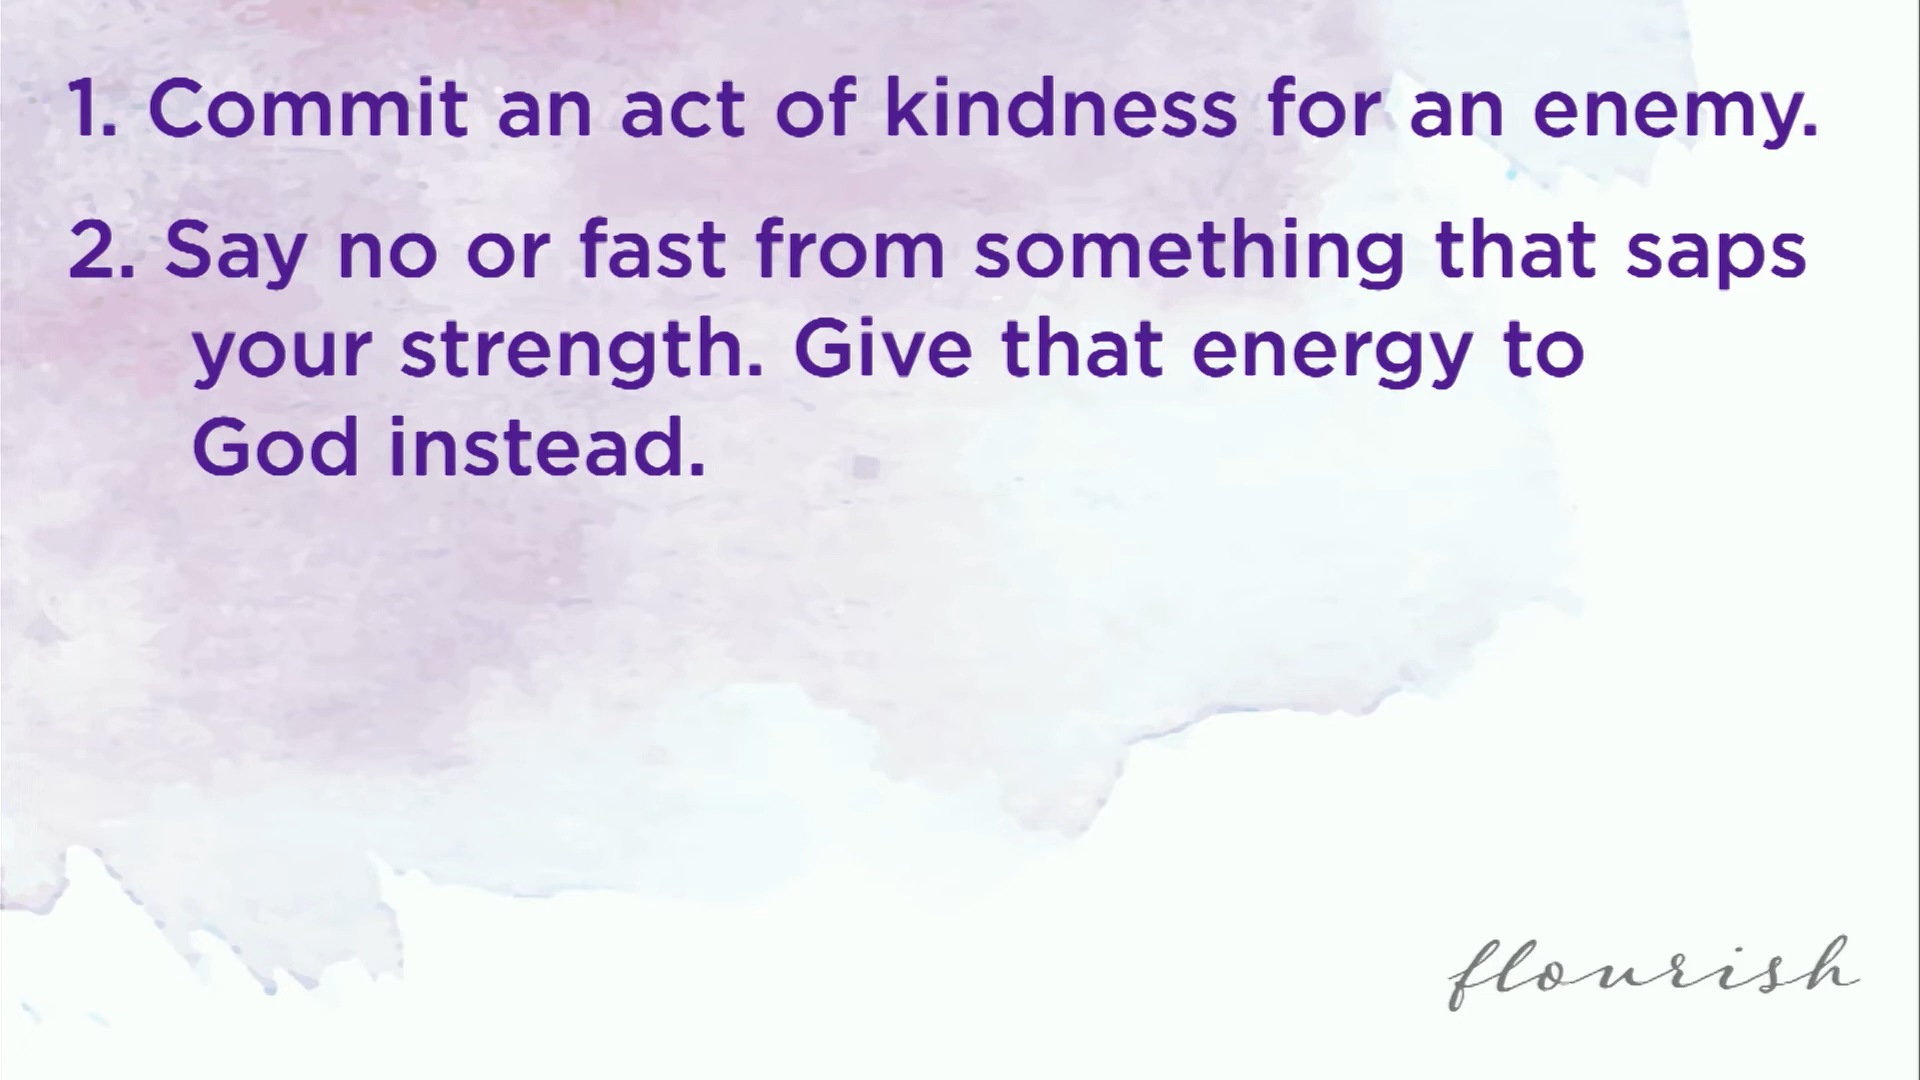 1. Commit an act of kindness for an enemy.
2. Say no or fast from something that saps
your strength. Give that energy to
God instead.
flourish